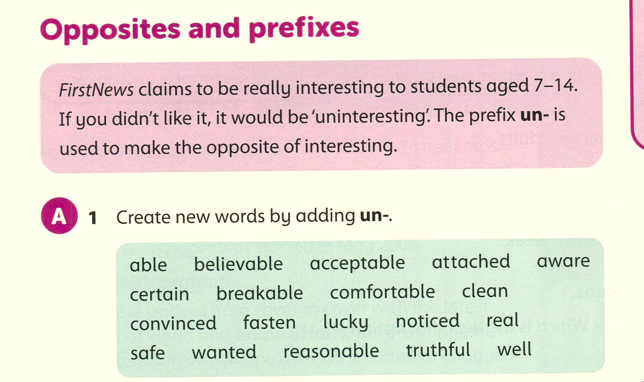 Opposites and prefixes
FirstNews claims to be really interesting to students aged 7–14.
If you didn't like it, it would be 'uninteresting'. The prefix un- is
used to make the opposite of interesting.
A 1 Create new words by adding un-.
able believable acceptable attached aware
certain breakable comfortable clean
convinced fasten lucky noticed real
safe wanted reasonable truthful well